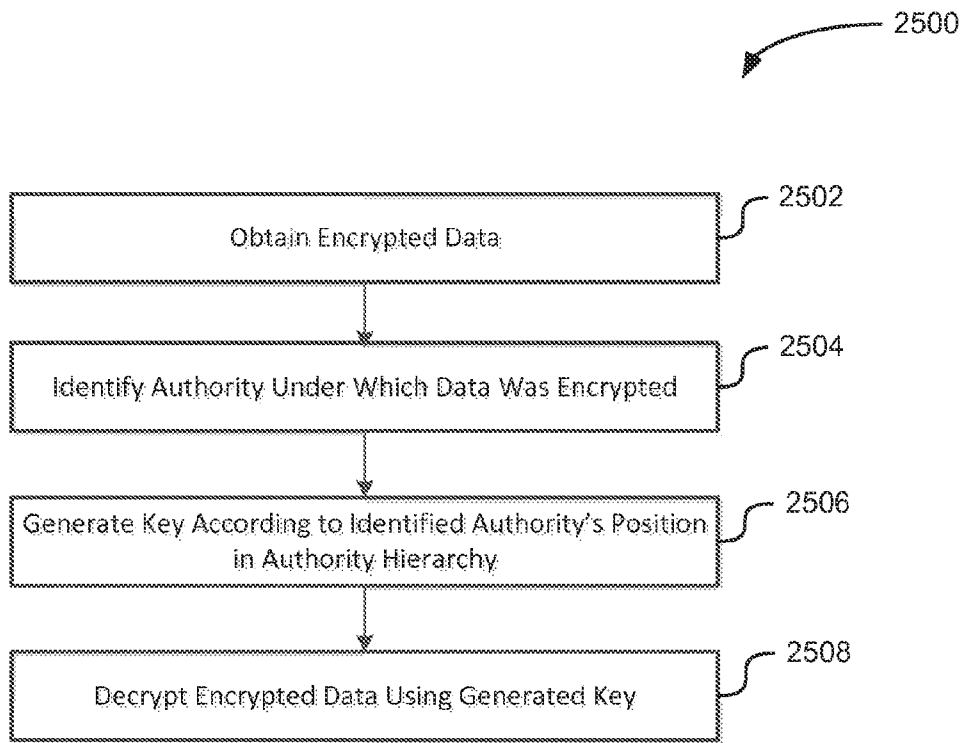 2500
2502
Obtain Encrypted Data
2504
Identify Authority Under Which Data Was Encrypted
2506
Generate Key According to Identified Authority's Position
in Authority Hierarchy
2508
Decrypt Encrypted Data Using Generated Key